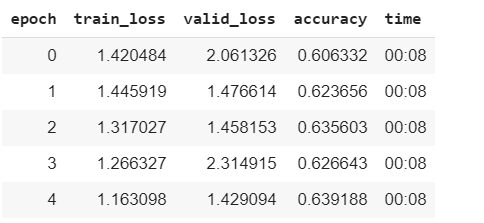 epoch train_loss valid_loss accuracy time
0 1.420484 2.061326 0.606332 00:08
1 1.445919 1.476614 0.623656 00:08
2 1.317027 1.458153 0.635603 00:08
3 1.266327 2.314915 0.626643 00:08
4 1.163098 1.429094 0.639188 00:08